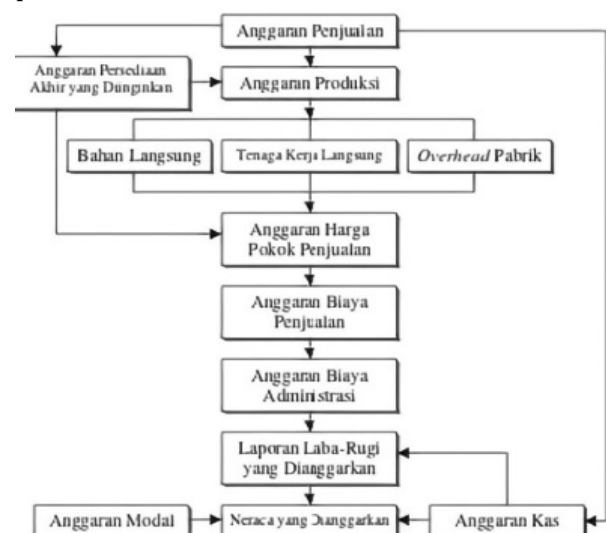 Anggaran Penjualan
Anggaran Persediaan
Akhir yang Diinginkan
Anggaran Produksi
Bahan Langsung
Tenaga Kerja Langsung
Overhead Pabrik
Anggaran Harga
Pokok Penjualan
Anggaran Biaya
Penjualan
Anggaran Biaya
Administrasi
Laporan Laba-Rugi
yang Dianggarkan
Anggaran Modal
Neraca yang Dianggarkan
Anggaran Kas